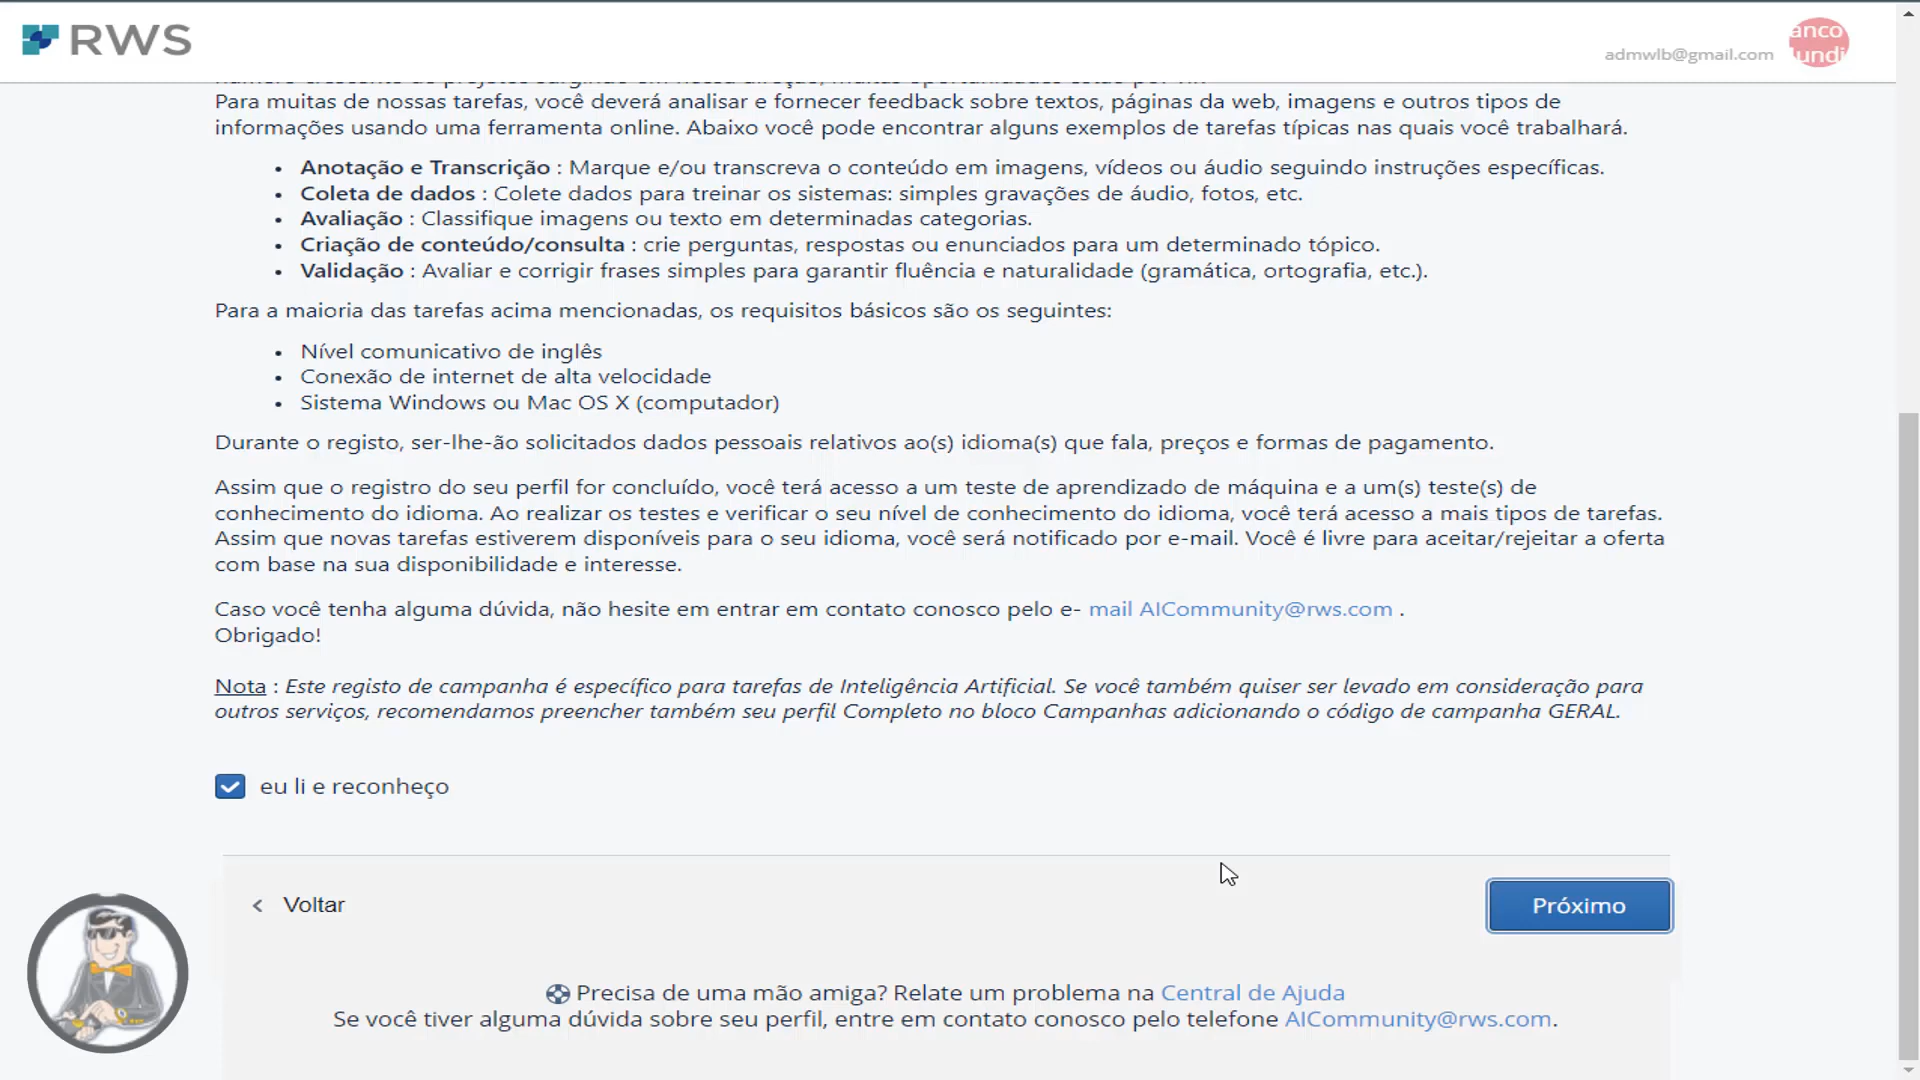 RWS
admwlb@gmail.com
anco
undi
Para muitas de nossas tarefas, você deverá analisar e fornecer feedback sobre textos, páginas da web, imagens e outros tipos de
informações usando uma ferramenta online. Abaixo você pode encontrar alguns exemplos de tarefas típicas nas quais você trabalhará.
• Anotação e Transcrição : Marque e/ou transcreva o conteúdo em imagens, vídeos ou áudio seguindo instruções específicas.
• Coleta de dados : Colete dados para treinar os sistemas: simples gravações de áudio, fotos, etc.
• Avaliação : Classifique imagens ou texto em determinadas categorias.
• Criação de conteúdo/consulta : crie perguntas, respostas ou enunciados para um determinado tópico.
• Validação : Avaliar e corrigir frases simples para garantir fluência e naturalidade (gramática, ortografia, etc.).
Para a maioria das tarefas acima mencionadas, os requisitos básicos são os seguintes:
• Nível comunicativo de inglês
• Conexão de internet de alta velocidade
• Sistema Windows ou Mac OS X (computador)
Durante o registo, ser-lhe-ão solicitados dados pessoais relativos ao(s) idioma(s) que fala, preços e formas de pagamento.
Assim que o registro do seu perfil for concluído, você terá acesso a um teste de aprendizado de máquina e a um(s) teste(s) de
conhecimento do idioma. Ao realizar os testes e verificar o seu nível de conhecimento do idioma, você terá acesso a mais tipos de tarefas.
Assim que novas tarefas estiverem disponíveis para o seu idioma, você será notificado por e-mail. Você é livre para aceitar/rejeitar a oferta
com base na sua disponibilidade e interesse.
Caso você tenha alguma dúvida, não hesite em entrar em contato conosco pelo e- mail AICommunity@rws.com .
Obrigado!
Nota : Este registo de campanha é específico para tarefas de Inteligência Artificial. Se você também quiser ser levado em consideração para
outros serviços, recomendamos preencher também seu perfil Completo no bloco Campanhas adicionando o código de campanha GERAL.
eu li e reconheço
Voltar
Próximo
Precisa de uma mão amiga? Relate um problema na Central de Ajuda
Se você tiver alguma dúvida sobre seu perfil, entre em contato conosco pelo telefone AICommunity@rws.com.